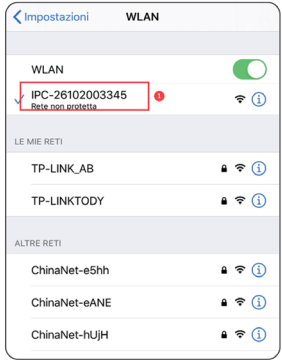 Impostazioni WLAN
WLAN
IPC-26102003345 1
Rete non protetta
LE MIE RETI
TP-LINK_AB
TP-LINKTODY
ALTRE RETI
ChinaNet-e5hh
ChinaNet-eANE
ChinaNet-hUjH